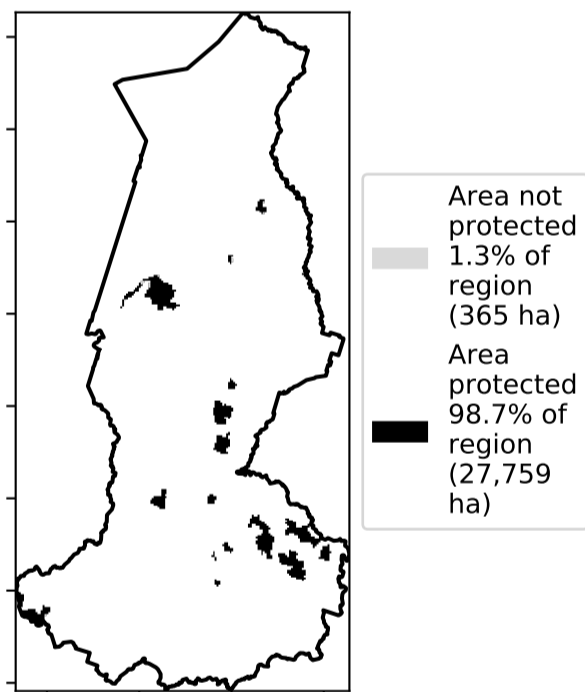 Area not
protected
1.3% of
region
(365 ha)
Area
protected
98.7% of
region
(27,759
ha)